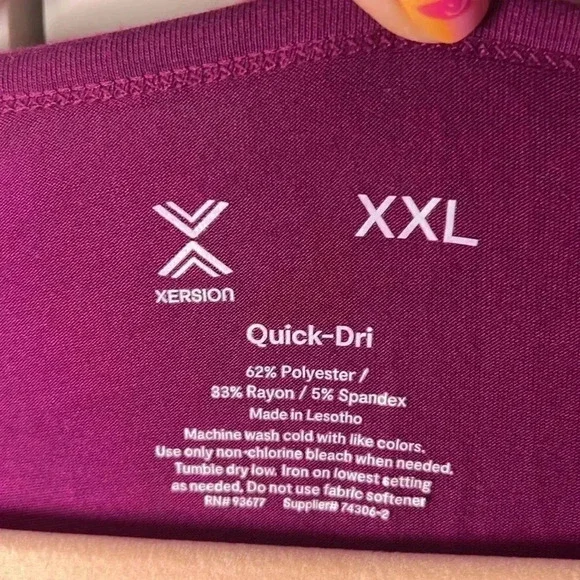 XXL
XERSION
Quick-Dri
62% Polyester /
33% Rayon / 5% Spandex
Made in Lesotho
Machine wash cold with like colors.
Use only non-chlorine bleach when needed.
Tumble dry low. Iron on lowest setting
as needed. Do not use fabric softener
RN# 93677 Supplier# 74306-2